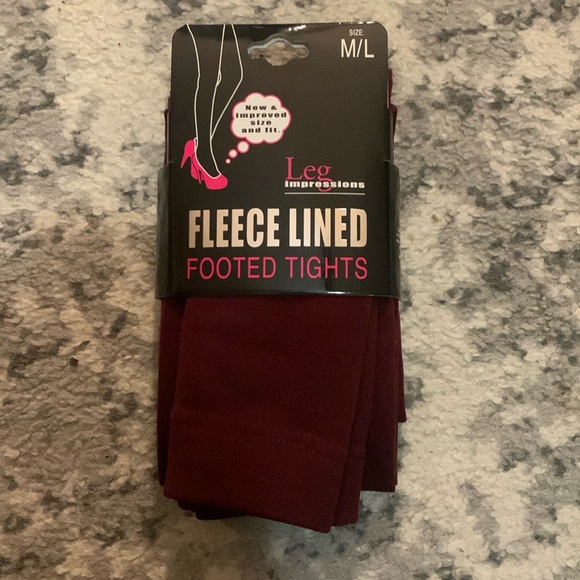 SIZE:
M/L
New &
improved
size
and fit.
Leg
impressions
FLEECE LINED
FOOTED TIGHTS